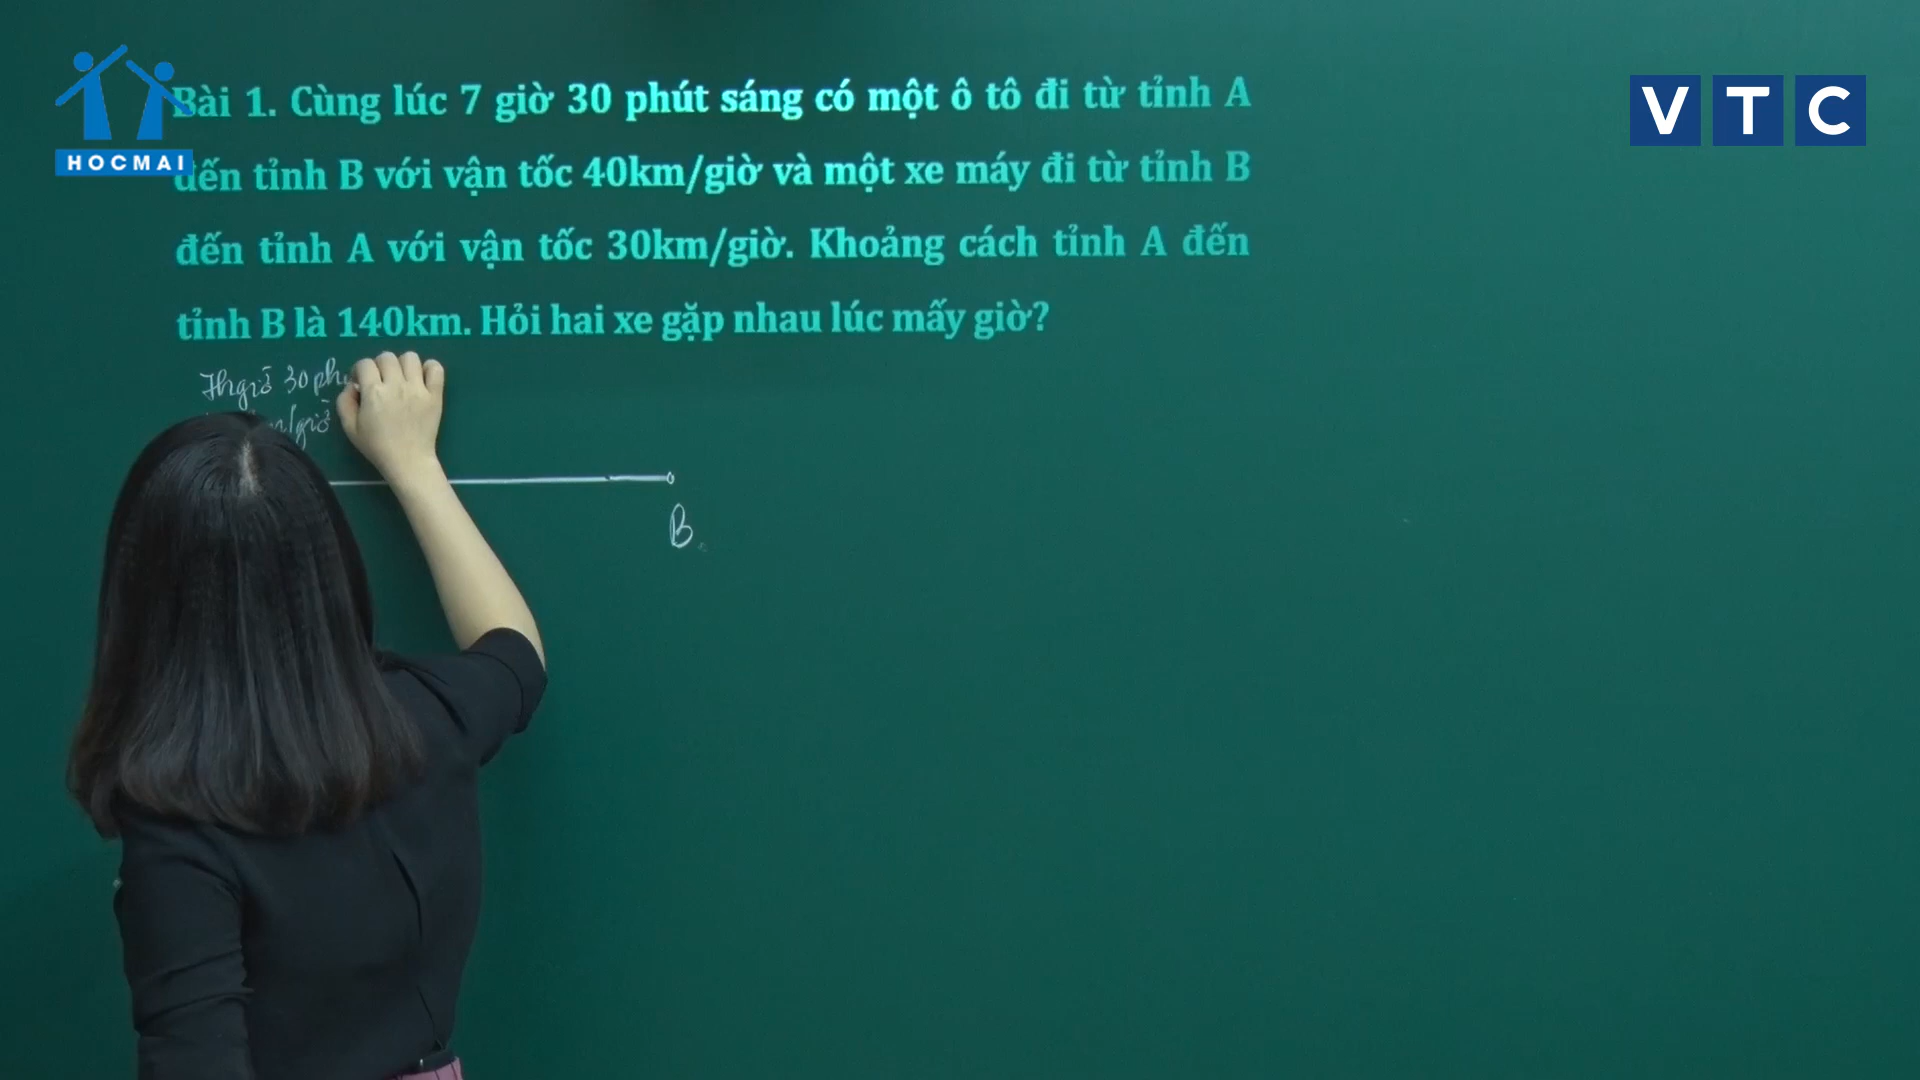 Bài 1. Cùng lúc 7 giờ 30 phút sáng có một ô tô đi từ tỉnh A
đến tỉnh B với vận tốc 40km/giờ và một xe máy đi từ tỉnh B
đến tỉnh A với vận tốc 30km/giờ. Khoảng cách tỉnh A đến
tỉnh B là 140km. Hỏi hai xe gặp nhau lúc mấy giờ?
HOCMAI
VTC
30
/giờ
B